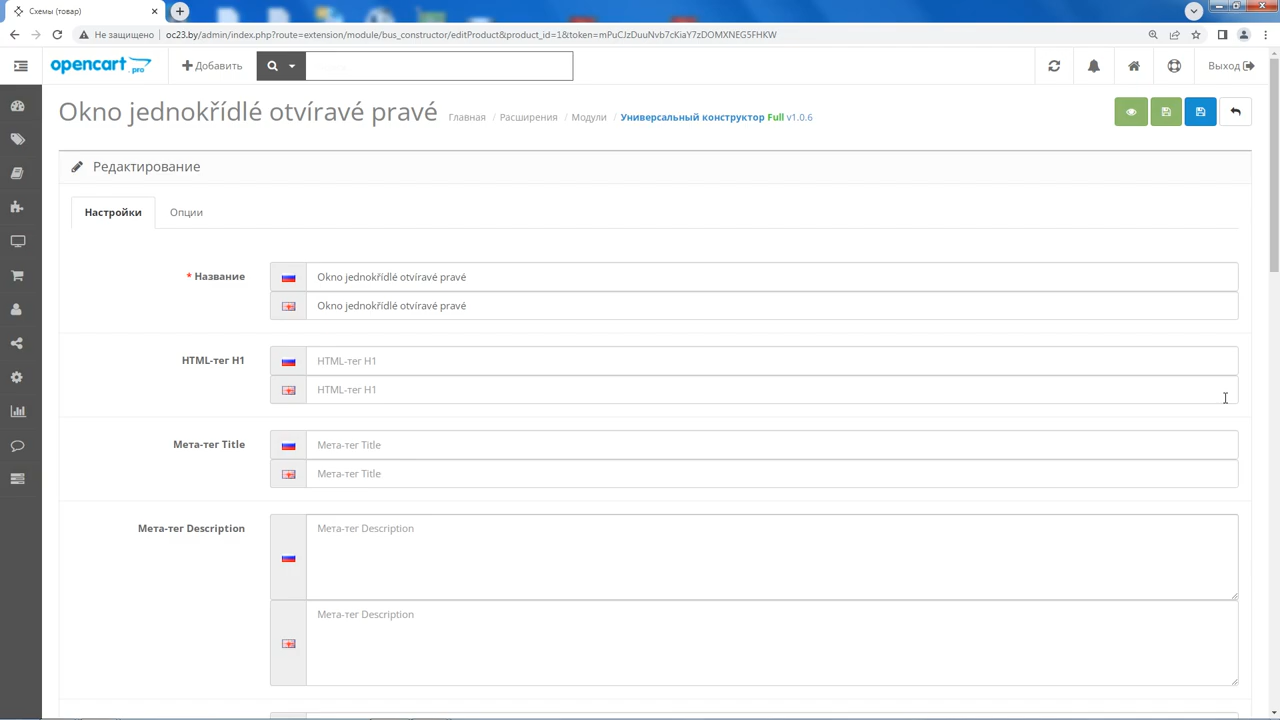 Схемы (товар)
Не защищено oc23.by/admin/index.php?route=extension/module/bus_constructor/editProduct&product_id=1&token=mPuCJzDuuNvb7cKiaY7zDOMXNEG5FHKW
opencart.pro Добавить Выход
Okno jednokřídlé otvíravé pravé Главная / Расширения / Модули / Универсальный конструктор Full v1.0.6
Редактирование
Настройки Опции
* Название Okno jednokřídlé otvíravé pravé
Okno jednokřídlé otvíravé pravé
HTML-тег H1 HTML-тег H1
HTML-тег H1
Мета-тег Title Мета-тег Title
Мета-тег Title
Мета-тег Description Мета-тег Description
Мета-тег Description